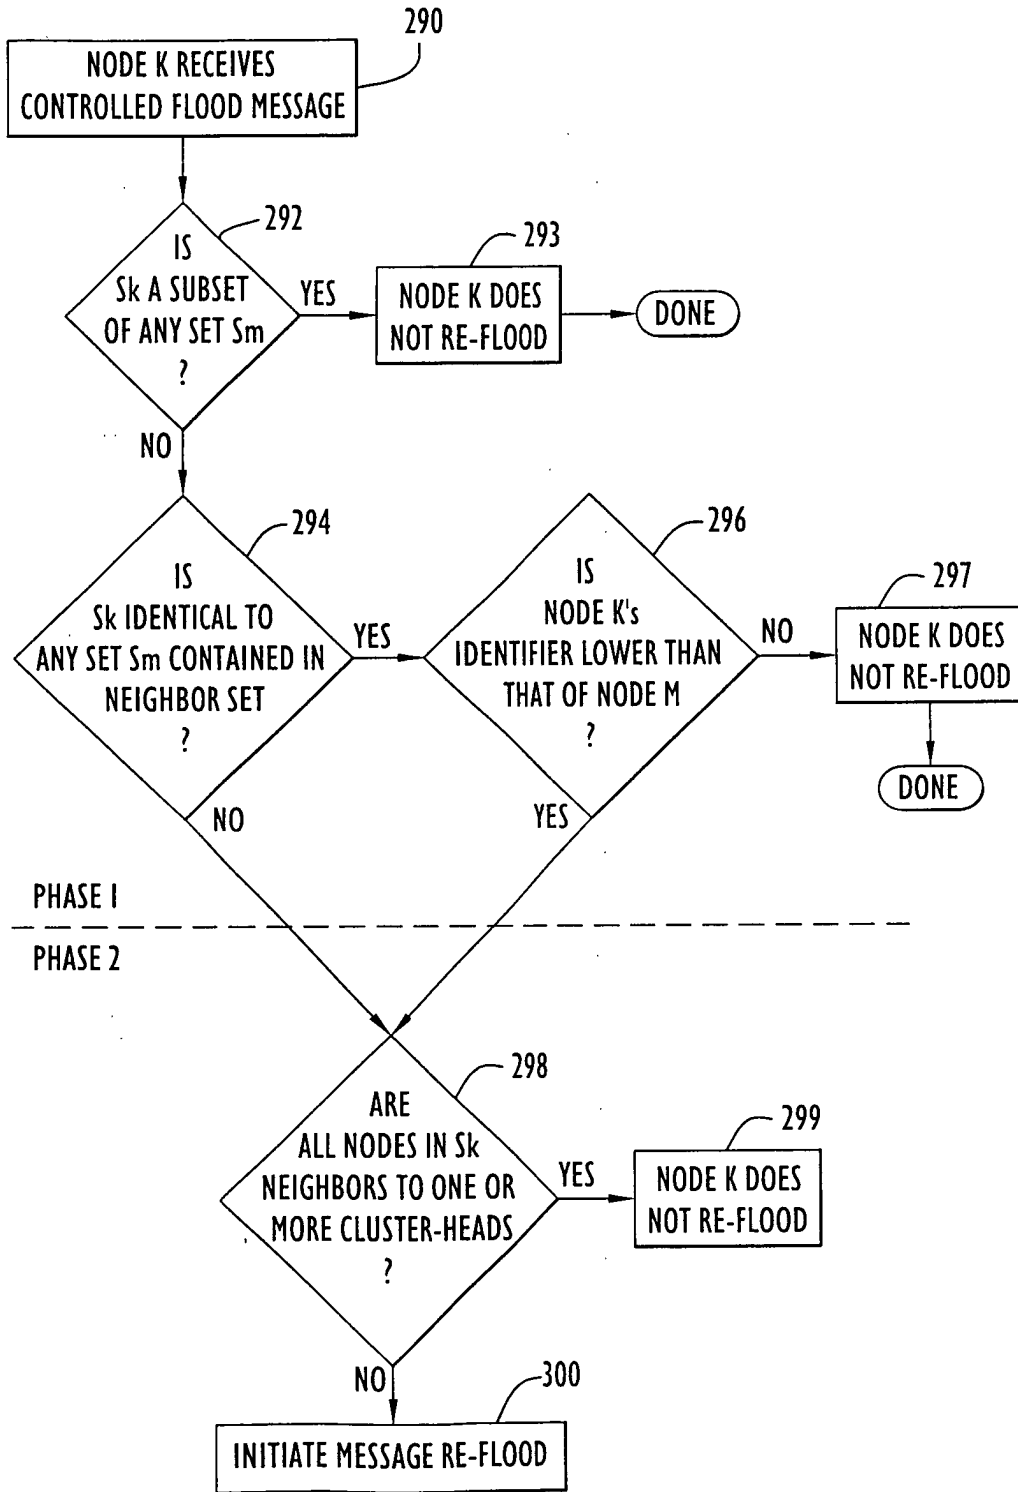 290
NODE K RECEIVES
CONTROLLED FLOOD MESSAGE
292
IS
Sk A SUBSET
OF ANY SET Sm
?
YES
293
NODE K DOES
NOT RE-FLOOD
DONE
NO
294
IS
Sk IDENTICAL TO
ANY SET Sm CONTAINED IN
NEIGHBOR SET
?
YES
296
IS
NODE K's
IDENTIFIER LOWER THAN
THAT OF NODE M
?
NO
297
NODE K DOES
NOT RE-FLOOD
DONE
NO
YES
PHASE 1
PHASE 2
298
ARE
ALL NODES IN Sk
NEIGHBORS TO ONE OR
MORE CLUSTER-HEADS
?
YES
299
NODE K DOES
NOT RE-FLOOD
NO
300
INITIATE MESSAGE RE-FLOOD